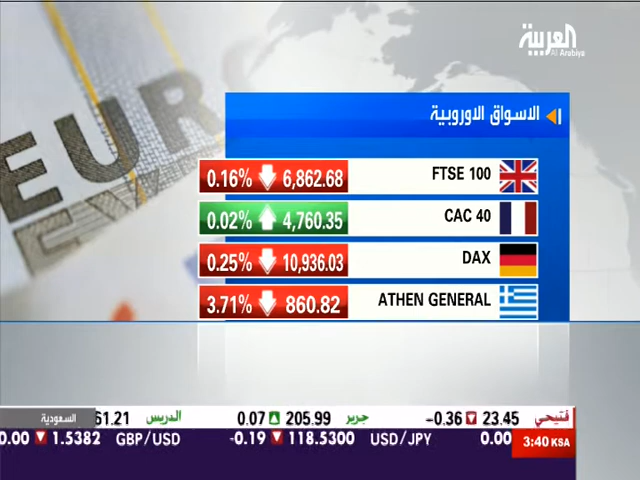 العربية
Al Arabiya
EURO
الاسواق الاوروبية
FTSE 100 6,862.68 0.16%
CAC 40 4,760.35 0.02%
DAX 10,936.03 0.25%
ATHEN GENERAL 860.82 3.71%
السعودية 61.21 الدريس 0.07 205.99 جرير -0.36 23.45 فتيحي
0.00 1.5382 GBP/USD -0.19 118.5300 USD/JPY 0.00 3:40 KSA